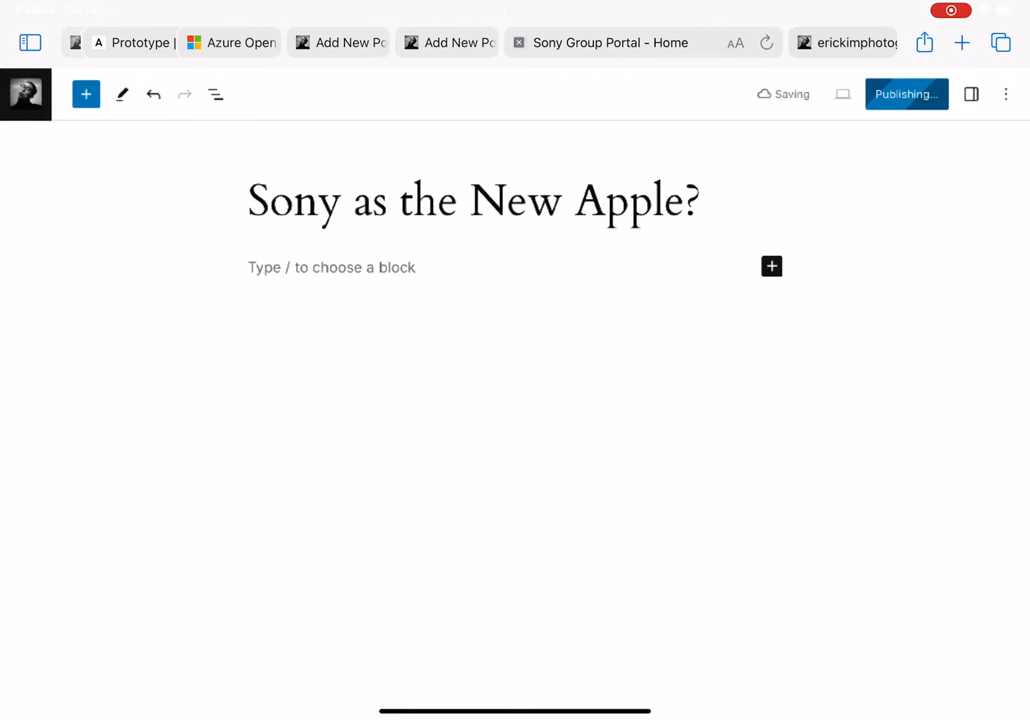 A Prototype |
Azure Open
Add New Po
Add New Po
Sony Group Portal - Home
AA
erickimphotog
Saving
Publishing...
Sony as the New Apple?
Type / to choose a block